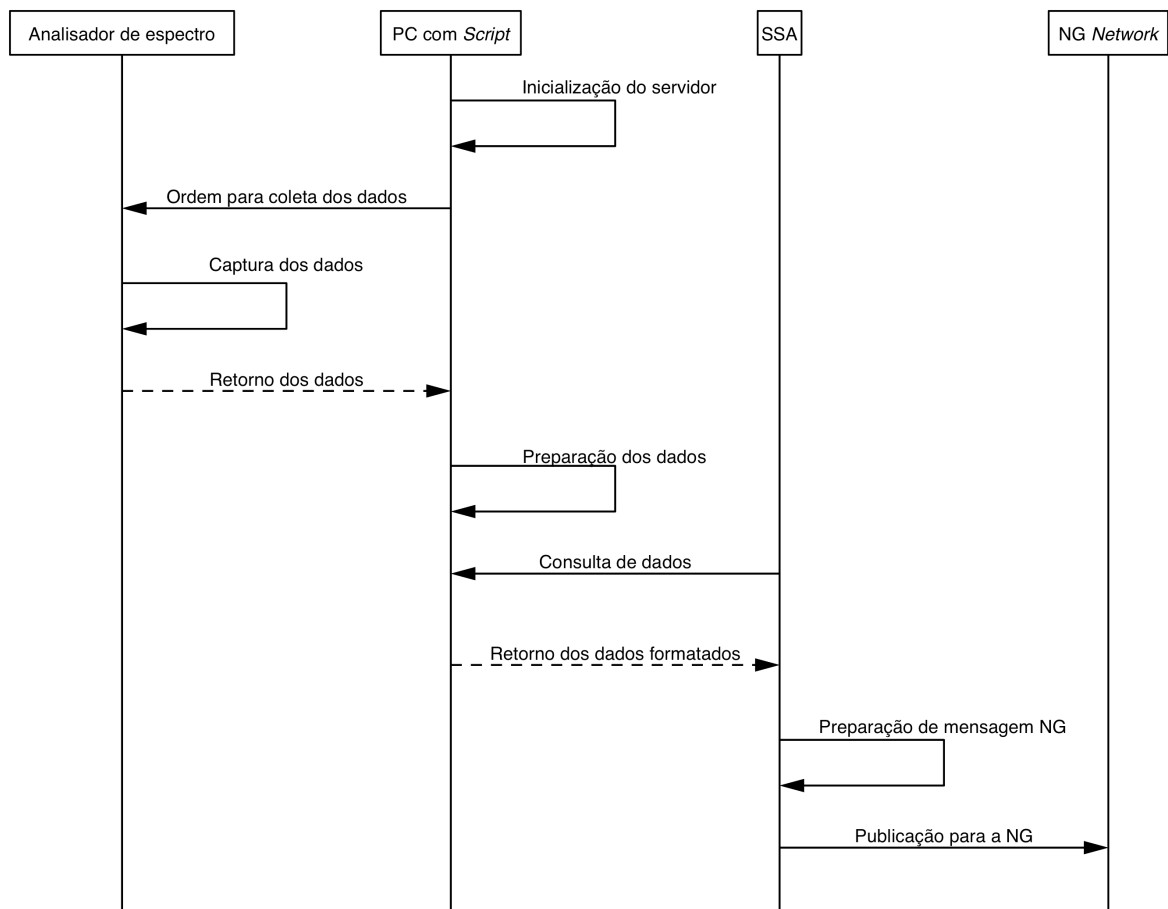 Analisador de espectro
PC com Script
SSA
NG Network
Inicialização do servidor
Ordem para coleta dos dados
Captura dos dados
Retorno dos dados
Preparação dos dados
Consulta de dados
Retorno dos dados formatados
Preparação de mensagem NG
Publicação para a NG